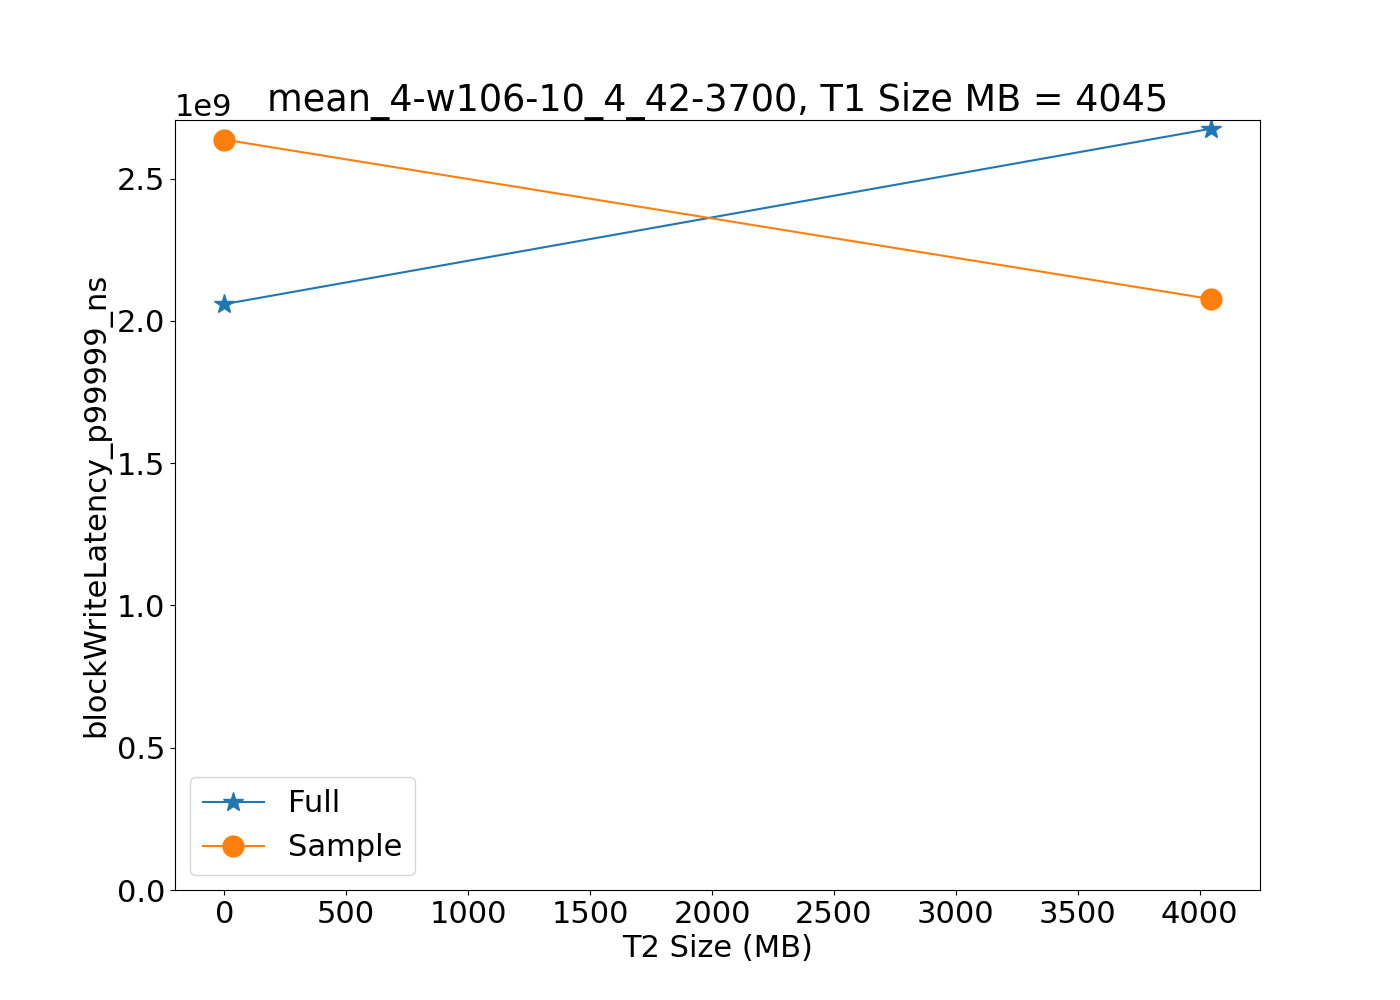 1e9
mean_4-w106-10_4_42-3700, T1 Size MB = 4045
blockWriteLatency_p99999_ns
2.5
2.0
1.5
1.0
0.5
0.0
Full
Sample
0 500 1000 1500 2000 2500 3000 3500 4000
T2 Size (MB)